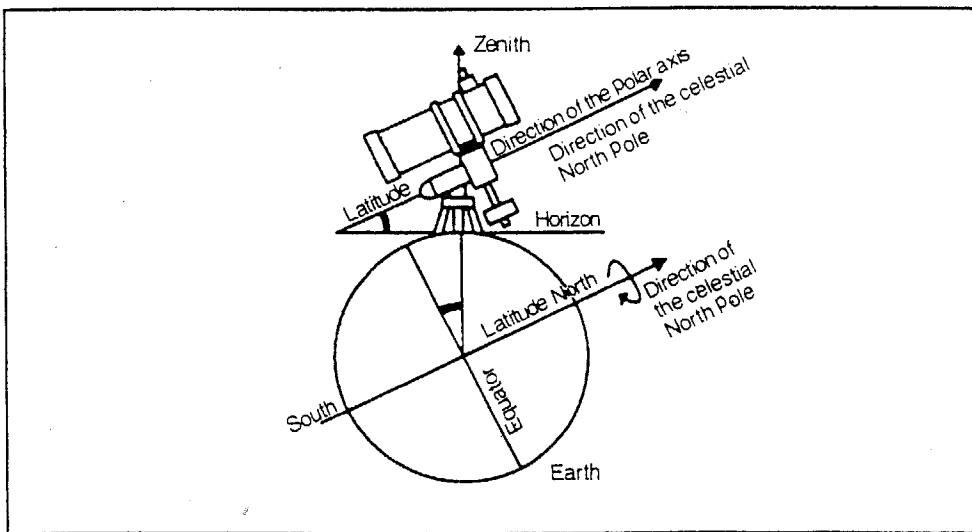 Zenith
Direction of the Polar axis
Direction of the celestial
North Pole
Latitude
Horizon
Latitude North
Direction of
the celestial
North Pole
South
Equator
Earth